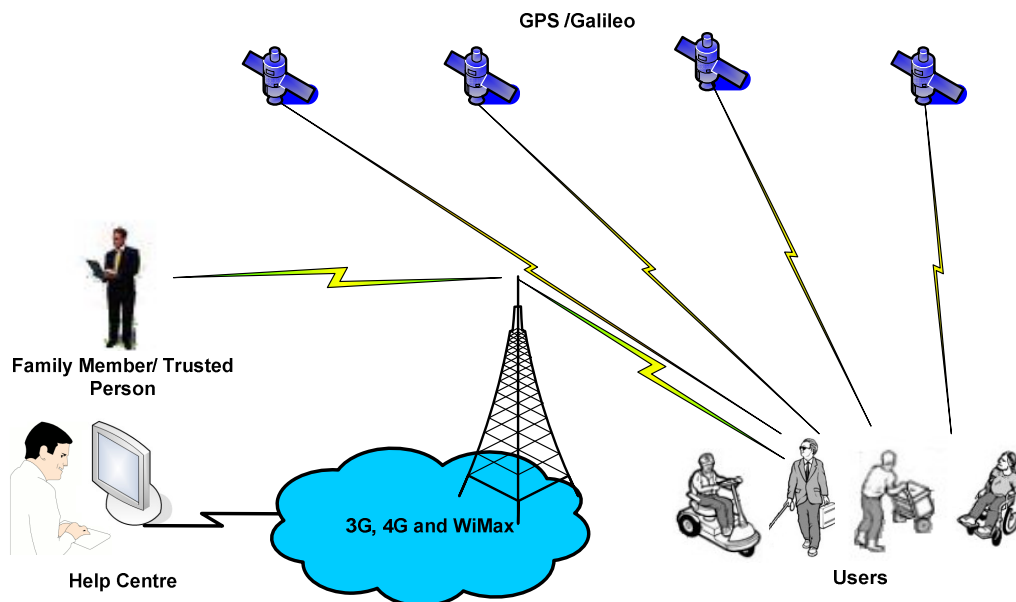 GPS /Galileo
Family Member/ Trusted
Person
3G, 4G and WiMax
Help Centre
Users